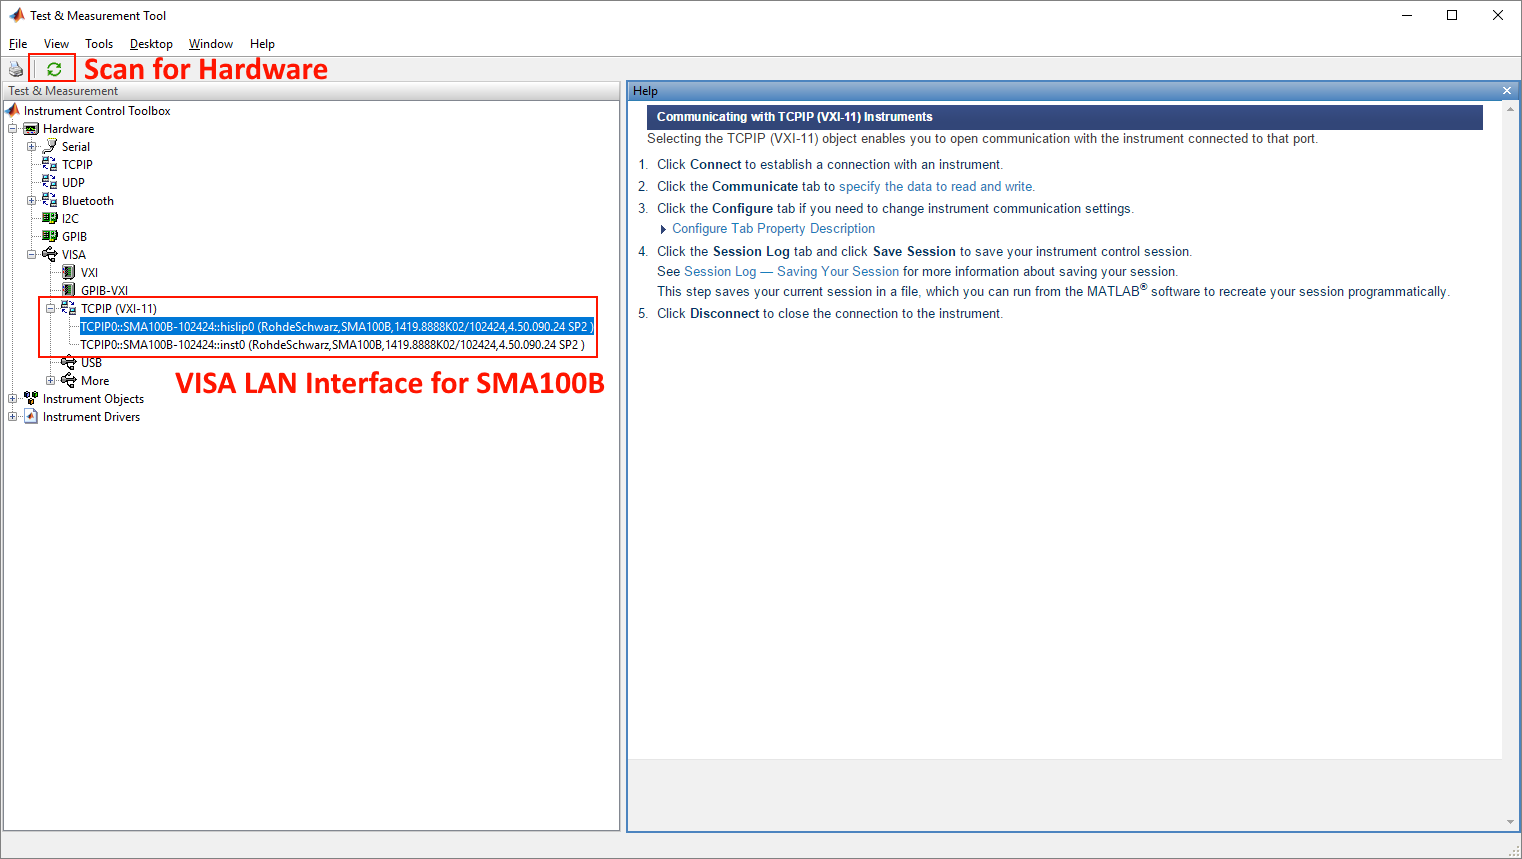 Test & Measurement Tool
File View Tools Desktop Window Help
Scan for Hardware
Test & Measurement
Instrument Control Toolbox
Hardware
Serial
TCPIP
UDP
Bluetooth
I2C
GPIB
VISA
VXI
GPIB-VXI
TCPIP (VXI-11)
TCPIP0::SMA100B-102424::hislip0 (RohdeSchwarz,SMA100B,1419.8888K02/102424,4.50.090.24 SP2 )
TCPIP0::SMA100B-102424::inst0 (RohdeSchwarz,SMA100B,1419.8888K02/102424,4.50.090.24 SP2 )
USB
More
VISA LAN Interface for SMA100B
Instrument Objects
Instrument Drivers
Help
Communicating with TCPIP (VXI-11) Instruments
Selecting the TCPIP (VXI-11) object enables you to open communication with the instrument connected to that port.
1. Click Connect to establish a connection with an instrument.
2. Click the Communicate tab to specify the data to read and write.
3. Click the Configure tab if you need to change instrument communication settings.
Configure Tab Property Description
4. Click the Session Log tab and click Save Session to save your instrument control session.
See Session Log — Saving Your Session for more information about saving your session.
This step saves your current session in a file, which you can run from the MATLAB® software to recreate your session programmatically.
5. Click Disconnect to close the connection to the instrument.